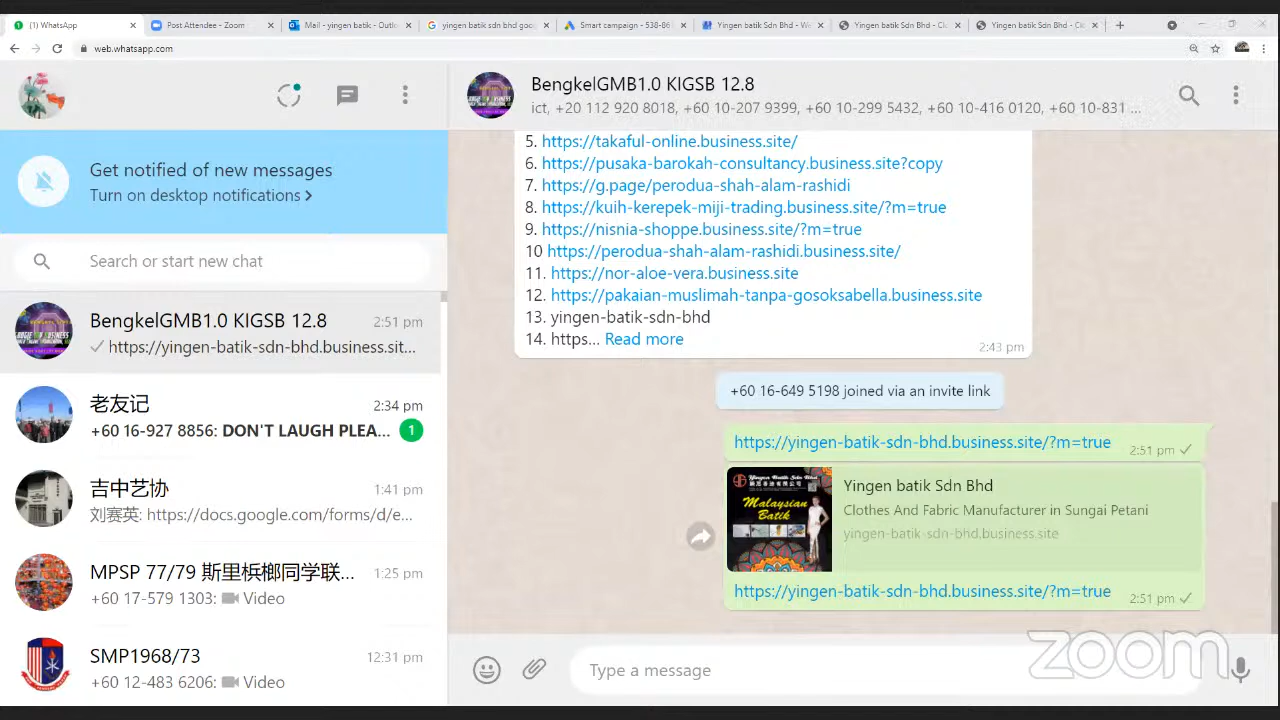 (1) WhatsApp
Post Attendee - Zoom
Mail - yingen batik - Outl
yingen batik sdn bhd goo
Smart campaign - 538-86
Yingen batik Sdn Bhd - W
Yingen batik Sdn Bhd - Clo
Yingen batik Sdn Bhd - Clo
web.whatsapp.com
BengkelGMB1.0 KIGSB 12.8
ict, +20 112 920 8018, +60 10-207 9399, +60 10-299 5432, +60 10-416 0120, +60 10-831 ...
Get notified of new messages
Turn on desktop notifications >
Search or start new chat
BengkelGMB1.0 KIGSB 12.8
2:51 pm
https://yingen-batik-sdn-bhd.business.sit...
老友记
2:34 pm
+60 16-927 8856: DON'T LAUGH PLEA...
1
吉中艺协
1:41 pm
刘赛英: https://docs.google.com/forms/d/e...
MPSP 77/79 斯里梹榔同学联...
1:25 pm
+60 17-579 1303: Video
SMP1968/73
12:31 pm
+60 12-483 6206: Video
5. https://takaful-online.business.site/
6. https://pusaka-barokah-consultancy.business.site?copy
7. https://g.page/perodua-shah-alam-rashidi
8. https://kuih-kerepek-miji-trading.business.site/?m=true
9. https://nisnia-shoppe.business.site/?m=true
10 https://perodua-shah-alam-rashidi.business.site/
11. https://nor-aloe-vera.business.site
12. https://pakaian-muslimah-tanpa-gosoksabella.business.site
13. yingen-batik-sdn-bhd
14. https... Read more
2:43 pm
+60 16-649 5198 joined via an invite link
https://yingen-batik-sdn-bhd.business.site/?m=true
2:51 pm
Yingen Batik Sdn Bhd
Malaysian
Batik
Yingen batik Sdn Bhd
Clothes And Fabric Manufacturer in Sungai Petani
yingen-batik-sdn-bhd.business.site
https://yingen-batik-sdn-bhd.business.site/?m=true
2:51 pm
Type a message
zoom